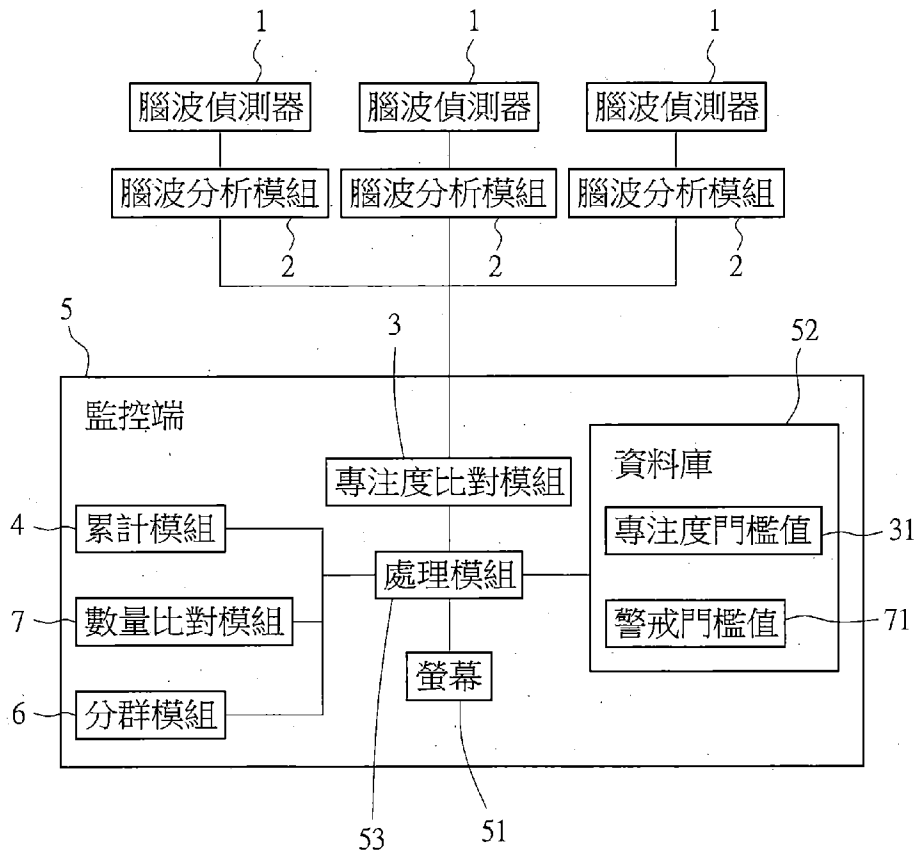 1
1
1
腦波偵測器
腦波偵測器
腦波偵測器
腦波分析模組
腦波分析模組
腦波分析模組
2
2
2
5
3
52
監控端
資料庫
專注度比對模組
4
累計模組
專注度門檻值
31
處理模組
7
數量比對模組
警戒門檻值
71
螢幕
6
分群模組
53
51